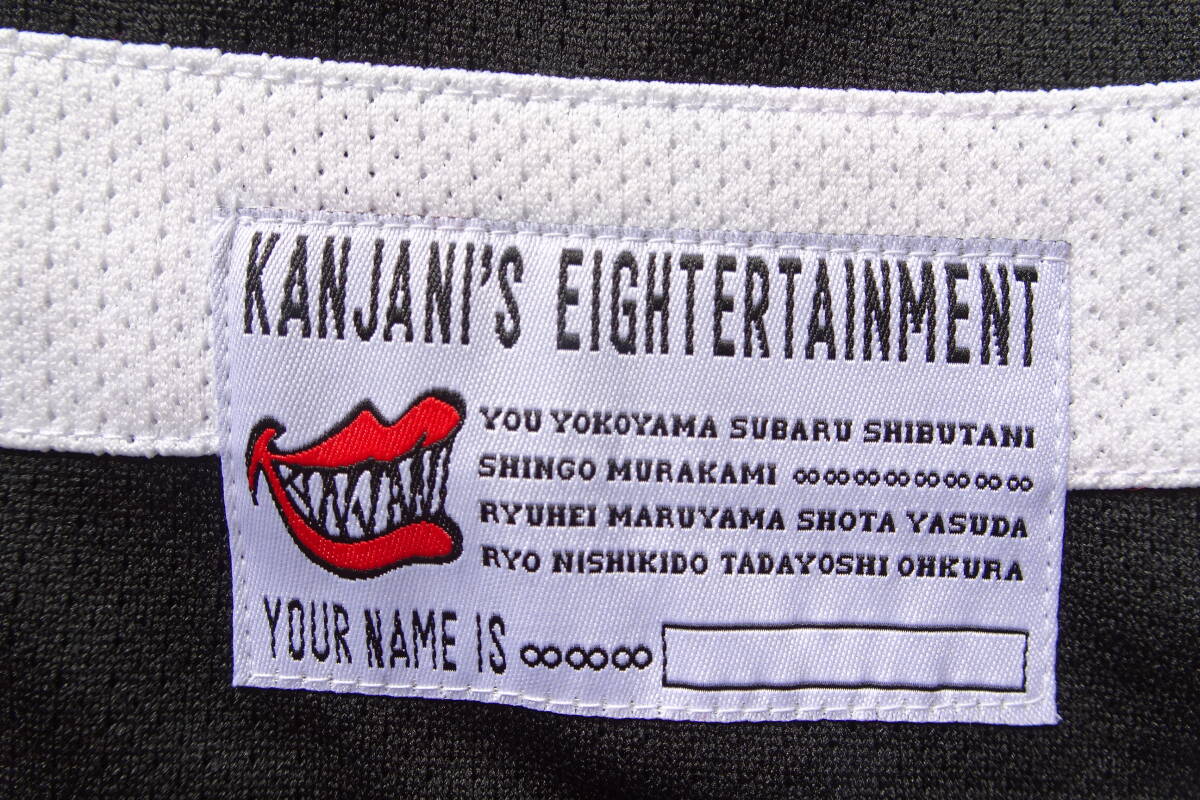 KANJANI'S EIGHTERTAINMENT
KANJANI
YOU YOKOYAMA SUBARU SHIBUTANI
SHINGO MURAKAMI ∞∞∞∞∞∞∞∞
RYUHEI MARUYAMA SHOTA YASUDA
RYO NISHIKIDO TADAYOSHI OHKURA
YOUR NAME IS ∞∞∞